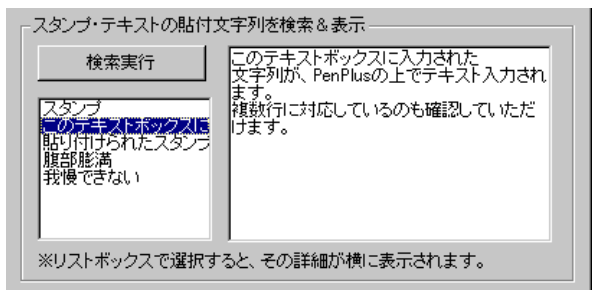 スタンプ・テキストの貼付文字列を検索＆表示
検索実行
スタンプ
このテキストボックスに
貼り付けられたスタンプ
腹部膨満
我慢できない
このテキストボックスに入力された
文字列が、PenPlusの上でテキスト入力され
ます。
複数行に対応しているのも確認していただ
けます。
※リストボックスで選択すると、その詳細が横に表示されます。